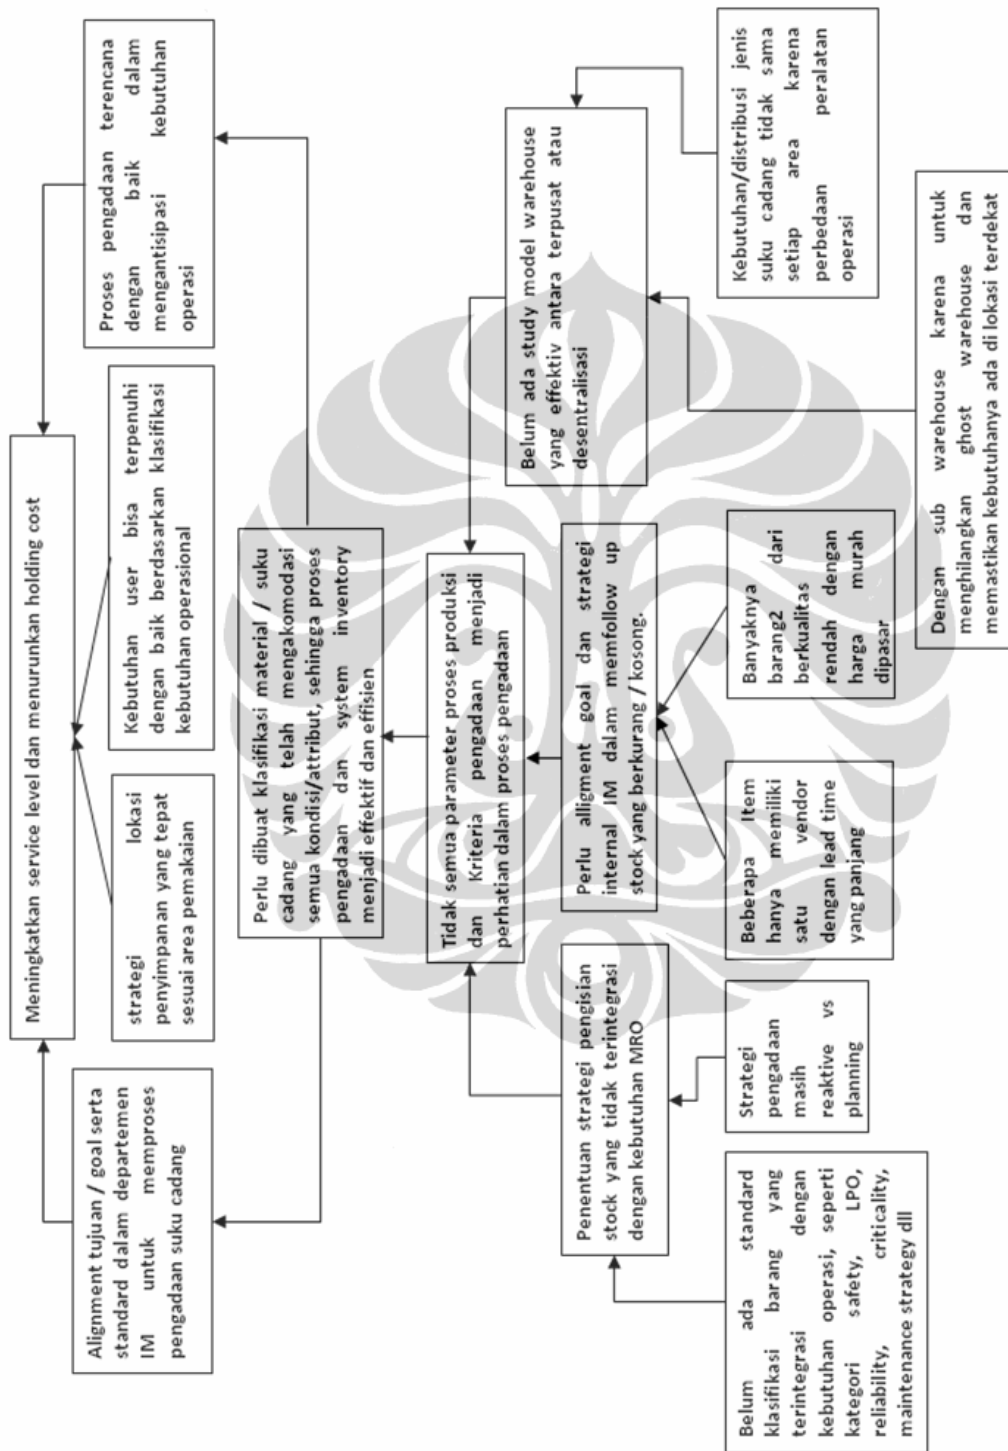 Meningkatkan service level dan menurunkan holding cost
Alignment tujuan / goal serta
standard dalam departemen
IM untuk memproses
pengadaan suku cadang
strategi lokasi
penyimpanan yang tepat
sesuai area pemakaian
Kebutuhan user bisa terpenuhi
dengan baik berdasarkan klasifikasi
kebutuhan operasional
Proses pengadaan terencana
dengan baik dalam
mengantisipasi kebutuhan
operasi
Perlu dibuat klasifikasi material / suku
cadang yang telah mengakomodasi
semua kondisi/attribut, sehingga proses
pengadaan dan system inventory
menjadi effektif dan effisien
Tidak semua parameter proses produksi
dan Kriteria pengadaan menjadi
perhatian dalam proses pengadaan
Penentuan strategi pengisian
stock yang tidak terintegrasi
dengan kebutuhan MRO
Perlu alligment goal dan strategi
internal IM dalam memfollow up
stock yang berkurang / kosong.
Belum ada study model warehouse
yang effektiv antara terpusat atau
desentralisasi
Belum ada standard
klasifikasi barang yang
terintegrasi dengan
kebutuhan operasi, seperti
kategori safety, LPO,
reliability, criticality,
maintenance strategy dll
Strategi
pengadaan
masih
reaktive vs
planning
Beberapa Item
hanya memiliki
satu vendor
dengan lead time
yang panjang
Banyaknya
barang2 dari
berkualitas
rendah dengan
harga murah
dipasar
Dengan sub warehouse karena untuk
menghilangkan ghost warehouse dan
memastikan kebutuhanya ada di lokasi terdekat
Kebutuhan/distribusi jenis
suku cadang tidak sama
setiap area karena
perbedaan peralatan
operasi